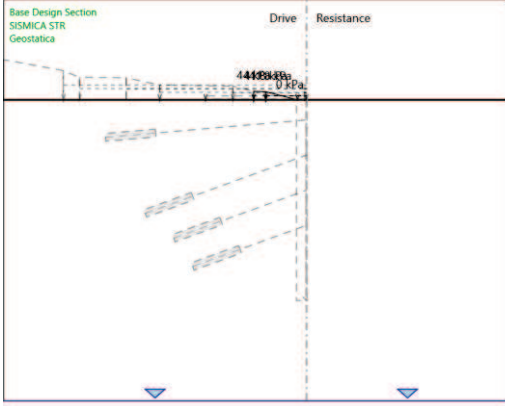 Base Design Section
SISMICA STR
Geostatica
Drive
Resistance
0 kPa